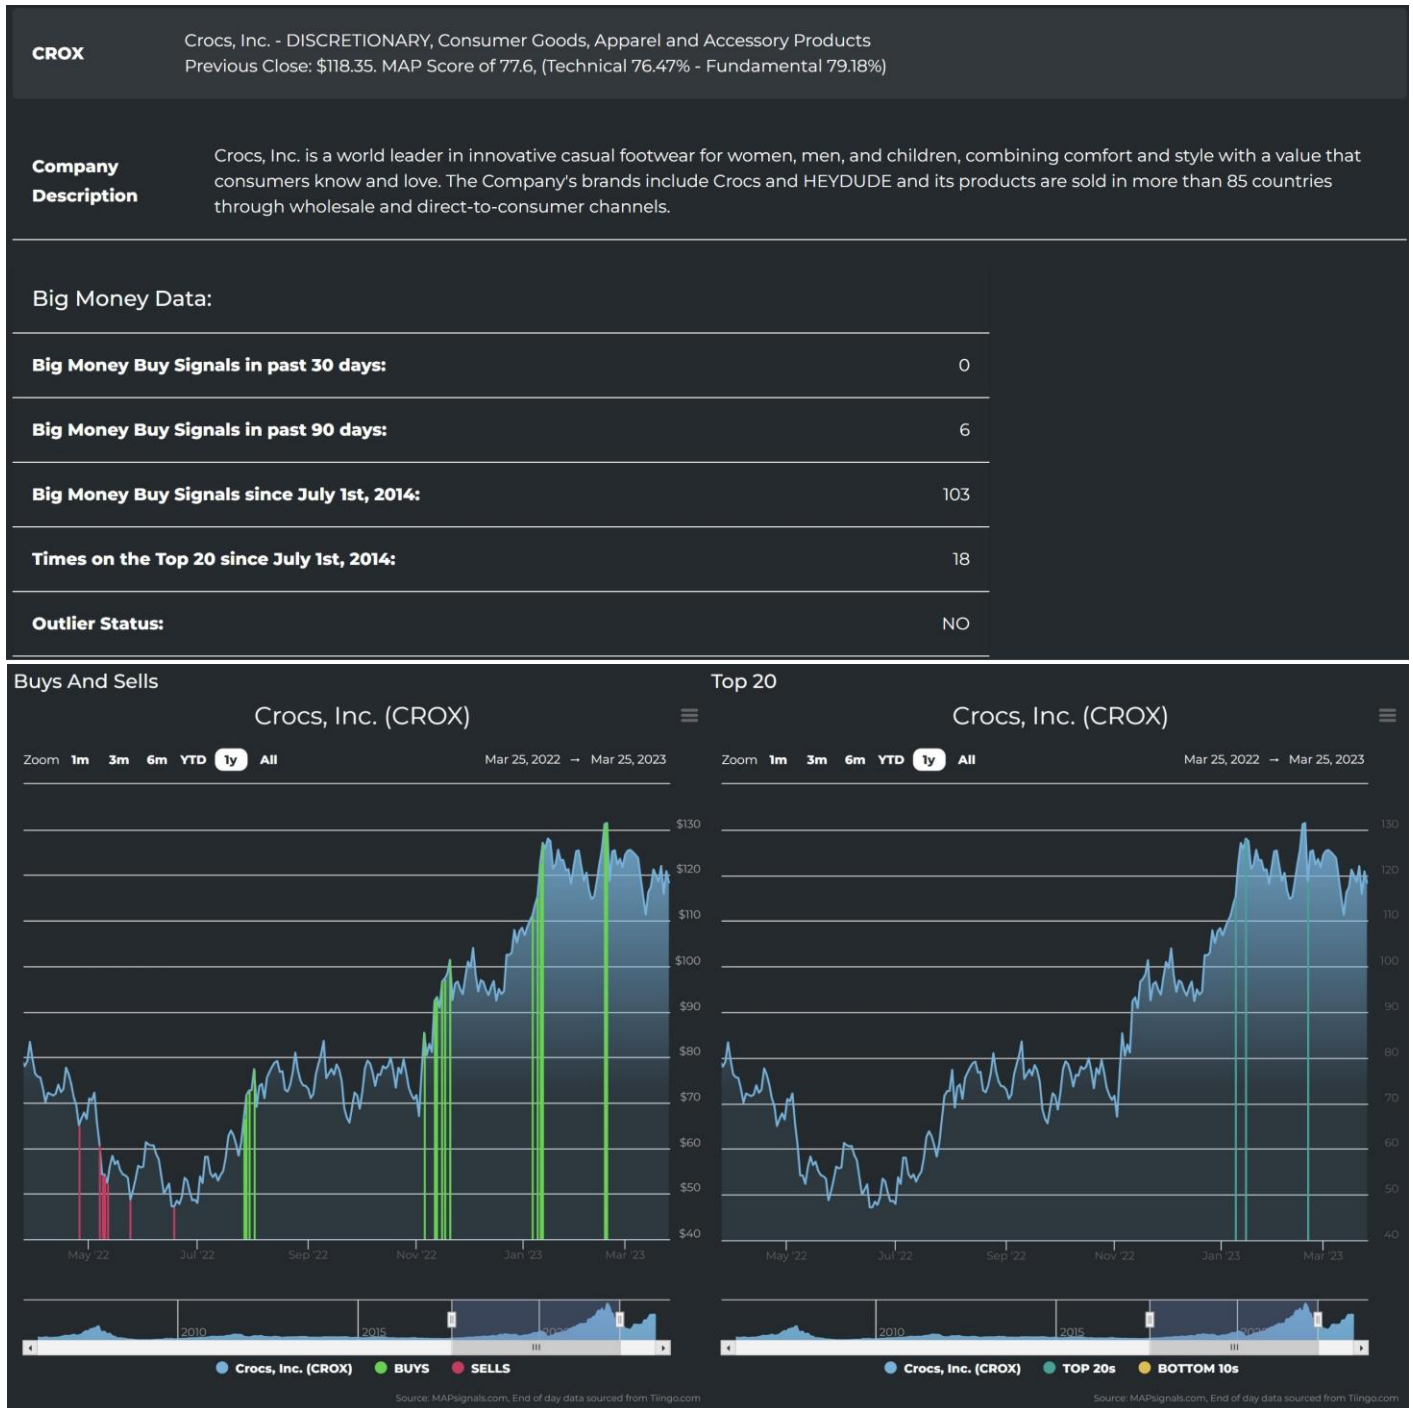 CROX
Crocs, Inc. - DISCRETIONARY, Consumer Goods, Apparel and Accessory Products
Previous Close: $118.35. MAP Score of 77.6, (Technical 76.47% - Fundamental 79.18%)
Company
Description
Crocs, Inc. is a world leader in innovative casual footwear for women, men, and children, combining comfort and style with a value that
consumers know and love. The Company's brands include Crocs and HEYDUDE and its products are sold in more than 85 countries
through wholesale and direct-to-consumer channels.
Big Money Data:
Big Money Buy Signals in past 30 days: 0
Big Money Buy Signals in past 90 days: 6
Big Money Buy Signals since July 1st, 2014: 103
Times on the Top 20 since July 1st, 2014: 18
Outlier Status: NO
Buys And Sells
Crocs, Inc. (CROX)
Zoom 1m 3m 6m YTD 1y All Mar 25, 2022 → Mar 25, 2023
$130
$120
$110
$100
$90
$80
$70
$60
$50
$40
May '22 Jul '22 Sep '22 Nov '22 Jan '23 Mar '23
2010 2015 2020
Crocs, Inc. (CROX) BUYS SELLS
Source: MAPsignals.com, End of day data sourced from Tiingo.com
Top 20
Crocs, Inc. (CROX)
Zoom 1m 3m 6m YTD 1y All Mar 25, 2022 → Mar 25, 2023
130
120
110
100
90
80
70
60
50
40
May '22 Jul '22 Sep '22 Nov '22 Jan '23 Mar '23
2010 2015 2020
Crocs, Inc. (CROX) TOP 20s BOTTOM 10s
Source: MAPsignals.com, End of day data sourced from Tiingo.com